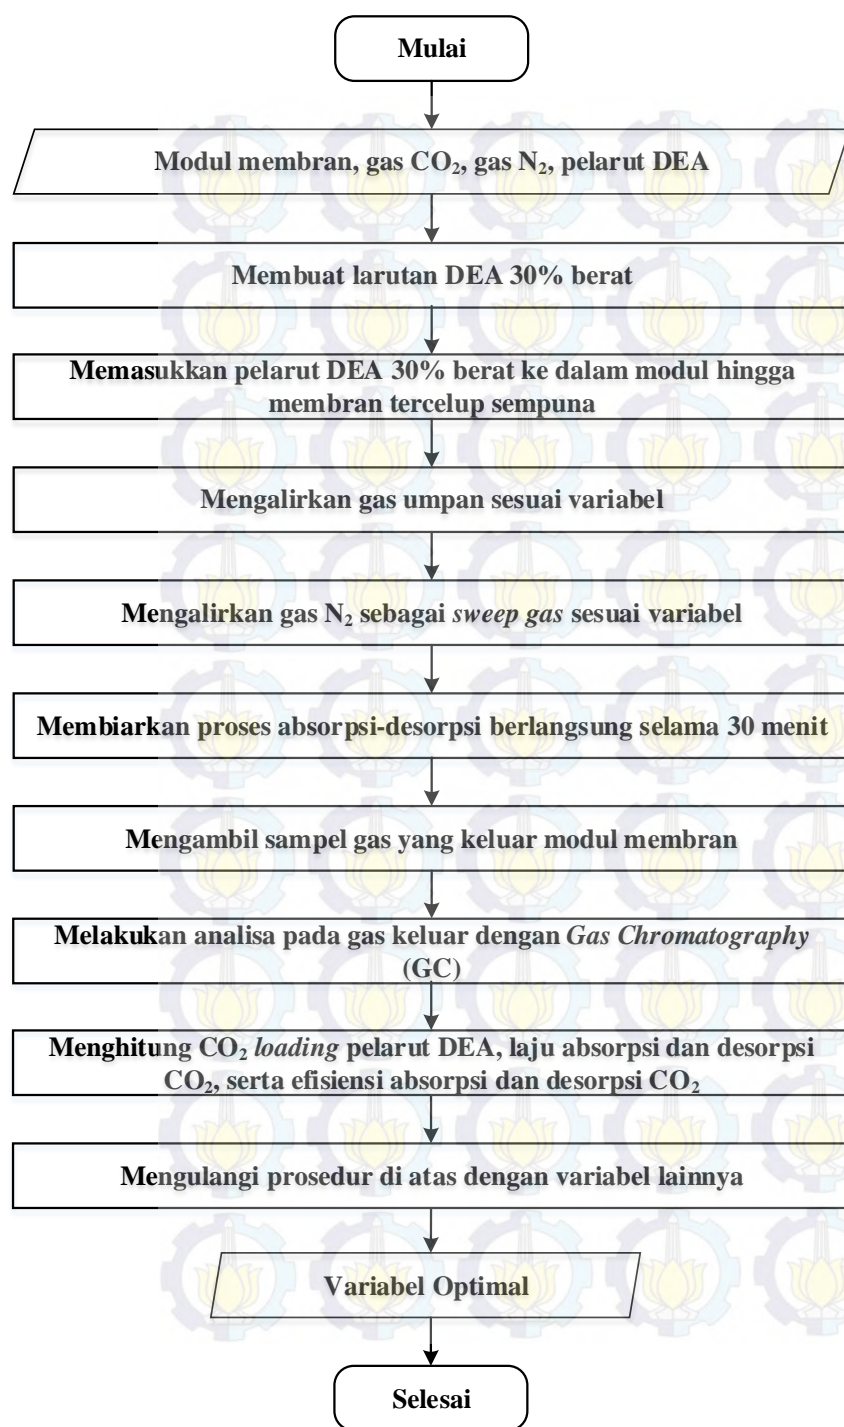 Mulai
Modul membran, gas CO₂, gas N₂, pelarut DEA
Membuat larutan DEA 30% berat
Memasukkan pelarut DEA 30% berat ke dalam modul hingga
membran tercelup sempuna
Mengalirkan gas umpan sesuai variabel
Mengalirkan gas N₂ sebagai sweep gas sesuai variabel
Membiarkan proses absorpsi-desorpsi berlangsung selama 30 menit
Mengambil sampel gas yang keluar modul membran
Melakukan analisa pada gas keluar dengan Gas Chromatography
(GC)
Menghitung CO₂ loading pelarut DEA, laju absorpsi dan desorpsi
CO₂, serta efisiensi absorpsi dan desorpsi CO₂
Mengulangi prosedur di atas dengan variabel lainnya
Variabel Optimal
Selesai